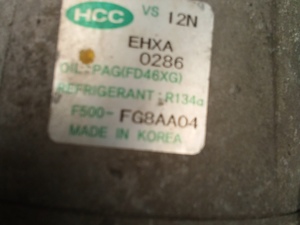 HCC VS 12N
EHXA
0286
OIL:PAG(FD46XG)
REFRIGERANT:R134a
F500-FG8AA04
MADE IN KOREA